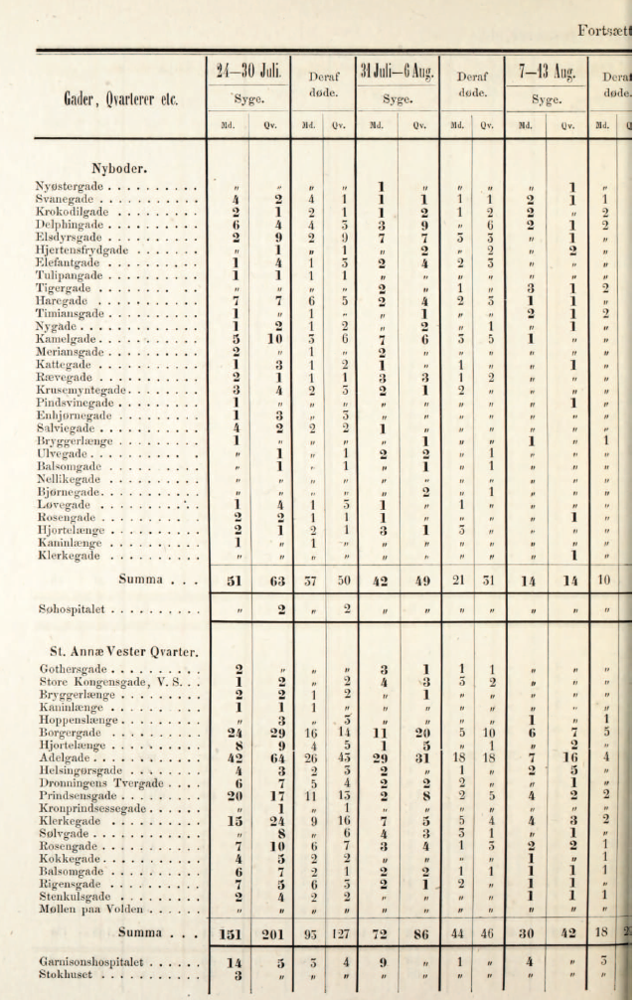 Fortsætt
Gader, Qvarterer etc. 24—30 Juli. Deraf døde. 31 Juli—6 Aug. Deraf døde. 7—13 Aug. Deraf døde.
Syge. Syge. Syge.
Md. Qv. Md. Qv. Md. Qv. Md. Qv. Md. Qv. Md. Q
Nyboder.
Nyøstergade . . . . . . . . . . „ „ „ „ 1 „ „ „ „ 1 „
Svanegade . . . . . . . . . . 4 2 4 1 1 1 1 1 2 1 1
Krokodilgade . . . . . . . . . 2 1 2 1 1 2 1 2 2 „ 2
Delphingade . . . . . . . . . 6 4 4 3 3 9 „ 6 2 1 2
Elsdyrsgade . . . . . . . . . 2 9 2 9 7 7 3 3 „ 1 „
Hjertensfrydgade . . . . . . . „ 1 „ 1 „ 2 „ 2 „ 2 „
Elefantgade . . . . . . . . . 1 4 1 3 2 4 2 3 „ „ „
Tulipangade . . . . . . . . . 1 1 1 1 „ „ „ „ „ „ „
Tigergade . . . . . . . . . . „ „ „ „ 2 „ 1 „ 3 1 2
Haregade . . . . . . . . . . 7 7 6 5 2 4 2 3 1 1 „
Timiansgade . . . . . . . . . 1 „ 1 „ „ 1 „ „ 2 1 2
Nygade . . . . . . . . . . . 1 2 1 2 „ 2 „ 1 „ 1 „
Kamelgade . . . . . . . . . . 5 10 3 6 7 6 3 5 1 „ „
Meriansgade . . . . . . . . . 2 „ 1 „ 2 „ „ „ „ „ „
Kattegade . . . . . . . . . . 1 3 1 2 1 „ 1 „ „ 1 „
Rævegade . . . . . . . . . . 2 1 1 1 3 3 1 2 „ „ „
Krusemyntegade . . . . . . . . 3 4 2 3 2 1 2 „ „ „ „
Pindsvinegade . . . . . . . . 1 „ „ „ „ „ „ „ „ 1 „
Enhjørnegade . . . . . . . . . 1 3 „ 3 „ „ „ „ „ „ „
Salviegade . . . . . . . . . . 4 2 2 2 1 „ „ „ „ „ „
Bryggerlænge . . . . . . . . . 1 „ „ „ „ 1 „ „ 1 „ 1
Ulvegade . . . . . . . . . . „ 1 „ 1 2 2 „ 1 „ „ „
Balsomgade . . . . . . . . . „ 1 „ 1 „ 1 „ 1 „ „ „
Nellikegade . . . . . . . . . „ „ „ „ „ „ „ „ „ „ „
Bjørnegade . . . . . . . . . . „ „ „ „ „ 2 „ 1 „ „ „
Løvegade . . . . . . . . . . 1 4 1 3 1 „ 1 „ „ „ „
Rosengade . . . . . . . . . . 2 2 1 1 1 „ „ „ „ 1 „
Hjortelænge . . . . . . . . . 2 1 2 1 3 1 3 „ „ „ „
Kaninlænge . . . . . . . . . 1 „ 1 „ „ „ „ „ „ „ „
Klerkegade . . . . . . . . . „ „ „ „ „ „ „ „ „ 1 „
Summa . . . 51 63 37 50 42 49 21 31 14 14 10
Søhospitalet . . . . . . . . . . „ 2 „ 2 „ „ „ „ „ „ „
St. Annæ Vester Qvarter.
Gothersgade . . . . . . . . . 2 „ „ „ 3 1 1 1 „ „ „
Store Kongensgade, V. S. . . 1 2 „ 2 4 3 3 2 „ „ „
Bryggerlænge . . . . . . . . . 2 2 1 2 „ 1 „ „ „ „ „
Kaninlænge . . . . . . . . . 1 1 1 „ „ „ „ „ „ „ „
Hoppenslænge . . . . . . . . . „ 3 „ 3 „ „ „ „ 1 „ 1
Borgergade . . . . . . . . . . 24 29 16 14 11 20 5 10 6 7 5
Hjortelænge . . . . . . . . . 8 9 4 5 1 5 „ 1 „ 2 „
Adelgade . . . . . . . . . . . 42 64 26 43 29 31 18 18 7 16 4
Helsingørsgade . . . . . . . . 4 3 2 3 2 „ 1 „ 2 5 „
Dronningens Tvergade . . . . 6 7 5 4 2 2 2 „ „ 1 „
Prindsensgade . . . . . . . . . 20 17 11 13 2 8 2 5 4 2 2
Kronprindsessegade . . . . . . „ 1 „ 1 „ „ „ „ „ „ „
Klerkegade . . . . . . . . . . 15 24 9 16 7 5 5 4 4 3 2
Sølvgade . . . . . . . . . . . „ 8 „ 6 4 3 3 1 „ 1 „
Rosengade . . . . . . . . . . 7 10 6 7 3 4 1 3 2 2 1
Kokkegade . . . . . . . . . . 4 5 2 2 „ „ „ „ 1 „ 1
Balsomgade . . . . . . . . . 6 7 2 1 2 2 1 1 1 1 1
Rigensgade . . . . . . . . . 7 5 6 3 2 1 2 „ 1 1 „
Stenkulsgade . . . . . . . . . 2 4 2 2 „ „ „ „ 1 1 1
Møllen paa Volden . . . . . . „ „ „ „ „ „ „ „ „ „ „
Summa . . . 151 201 93 127 72 86 44 46 30 42 18
Garnisonshospitalet . . . . . . 14 5 3 4 9 „ 1 „ 4 „ 3
Stokhuset . . . . . . . . . . 3 „ „ „ „ „ „ „ „ „ „